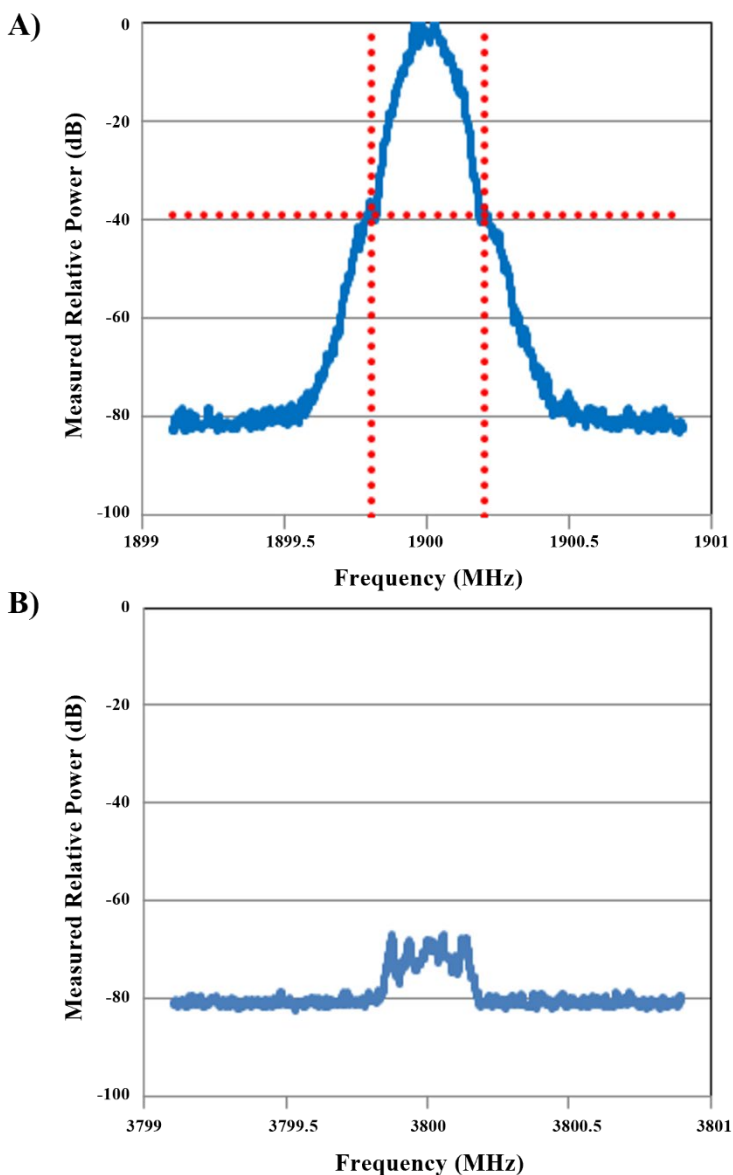 A)
Measured Relative Power (dB)
0
-20
-40
-60
-80
-100
1899 1899.5 1900 1900.5 1901
Frequency (MHz)
B)
Measured Relative Power (dB)
0
-20
-40
-60
-80
-100
3799 3799.5 3800 3800.5 3801
Frequency (MHz)